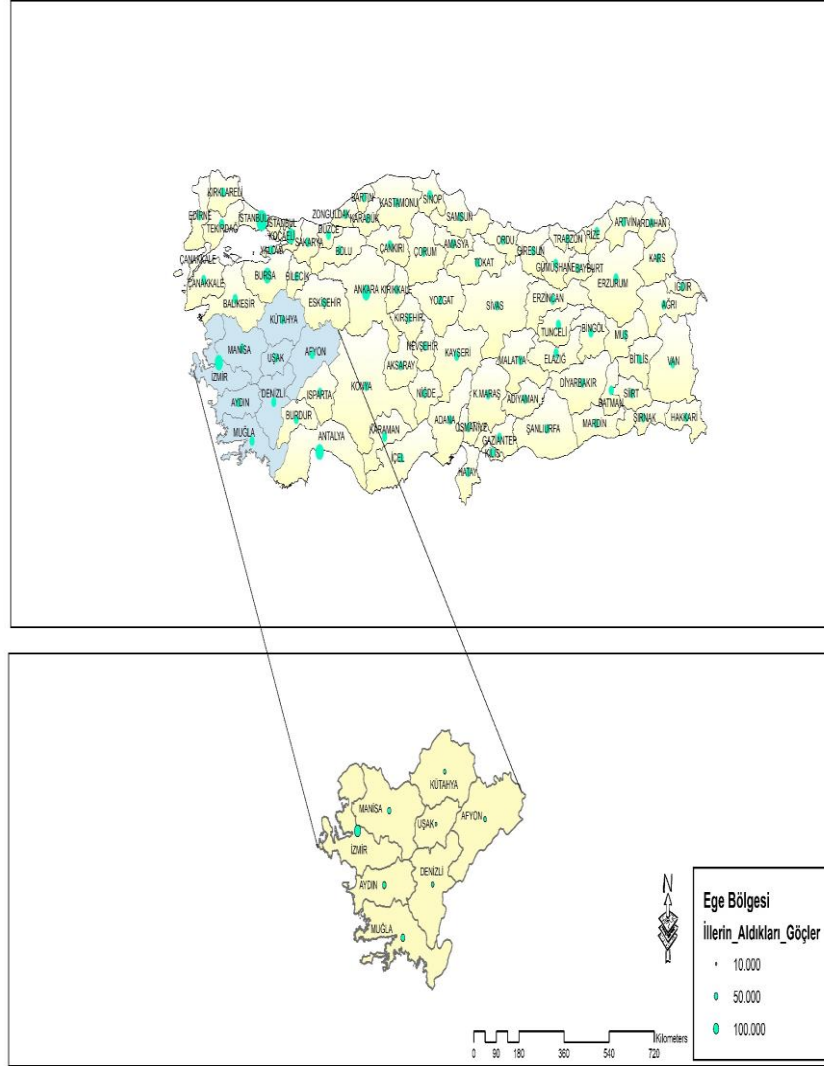 KIRKLARELİ
EDİRNE
TEKİRDAĞ
İSTANBUL
İSTANBUL
KOCAELİ
YALOVA
SAKARYA
DÜZCE
ZONGULDAK
BARTIN
KARABÜK
KASTAMONU
SİNOP
SAMSUN
BOLU
ÇANKIRI
ÇORUM
AMASYA
TOKAT
ORDU
GİRESUN
TRABZON
RİZE
ARTVİN
ARDAHAN
GÜMÜŞHANE
BAYBURT
KARS
IĞDIR
ÇANAKKALE
ÇANAKKALE
BURSA
BİLECİK
BALIKESİR
ESKİŞEHİR
ANKARA
KIRIKKALE
YOZGAT
SİVAS
ERZİNCAN
ERZURUM
AĞRI
KÜTAHYA
KIRŞEHİR
TUNCELİ
BİNGÖL
MUŞ
MANİSA
UŞAK
AFYON
NEVŞEHİR
KAYSERİ
MALATYA
ELAZIĞ
BİTLİS
VAN
İZMİR
AKSARAY
KONYA
NİĞDE
K.MARAŞ
ADIYAMAN
DİYARBAKIR
BATMAN
SİİRT
AYDIN
DENİZLİ
ISPARTA
BURDUR
KARAMAN
ADANA
OSMANİYE
GAZİANTEP
KİLİS
ŞANLIURFA
MARDİN
ŞIRNAK
HAKKARİ
MUĞLA
ANTALYA
İÇEL
HATAY
KÜTAHYA
MANİSA
UŞAK
AFYON
İZMİR
DENİZLİ
AYDIN
MUĞLA
N
Ege Bölgesi
İllerin_Aldıkları_Göçler
10.000
50.000
100.000
Kilometers
0 90 180 360 540 720